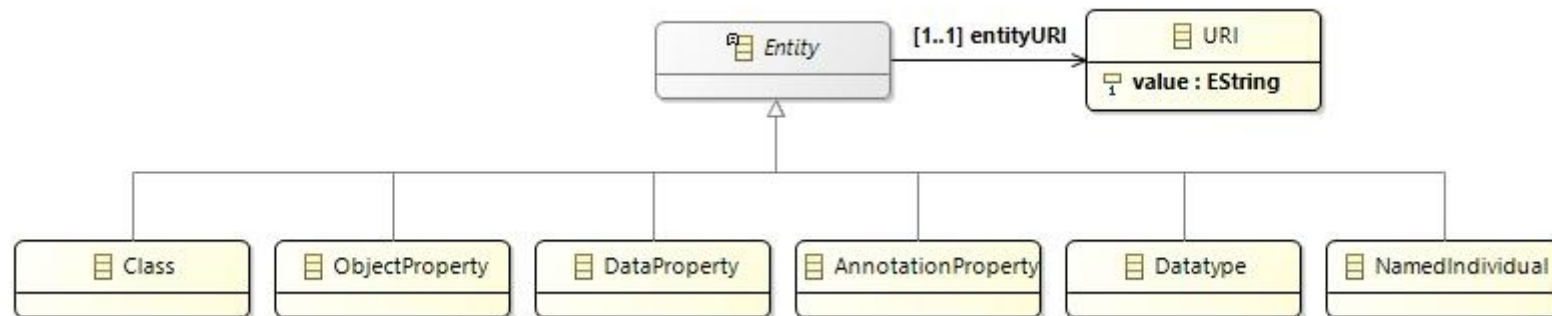 Entity
[1..1] entityURI
URI
value : EString
Class
ObjectProperty
DataProperty
AnnotationProperty
Datatype
NamedIndividual